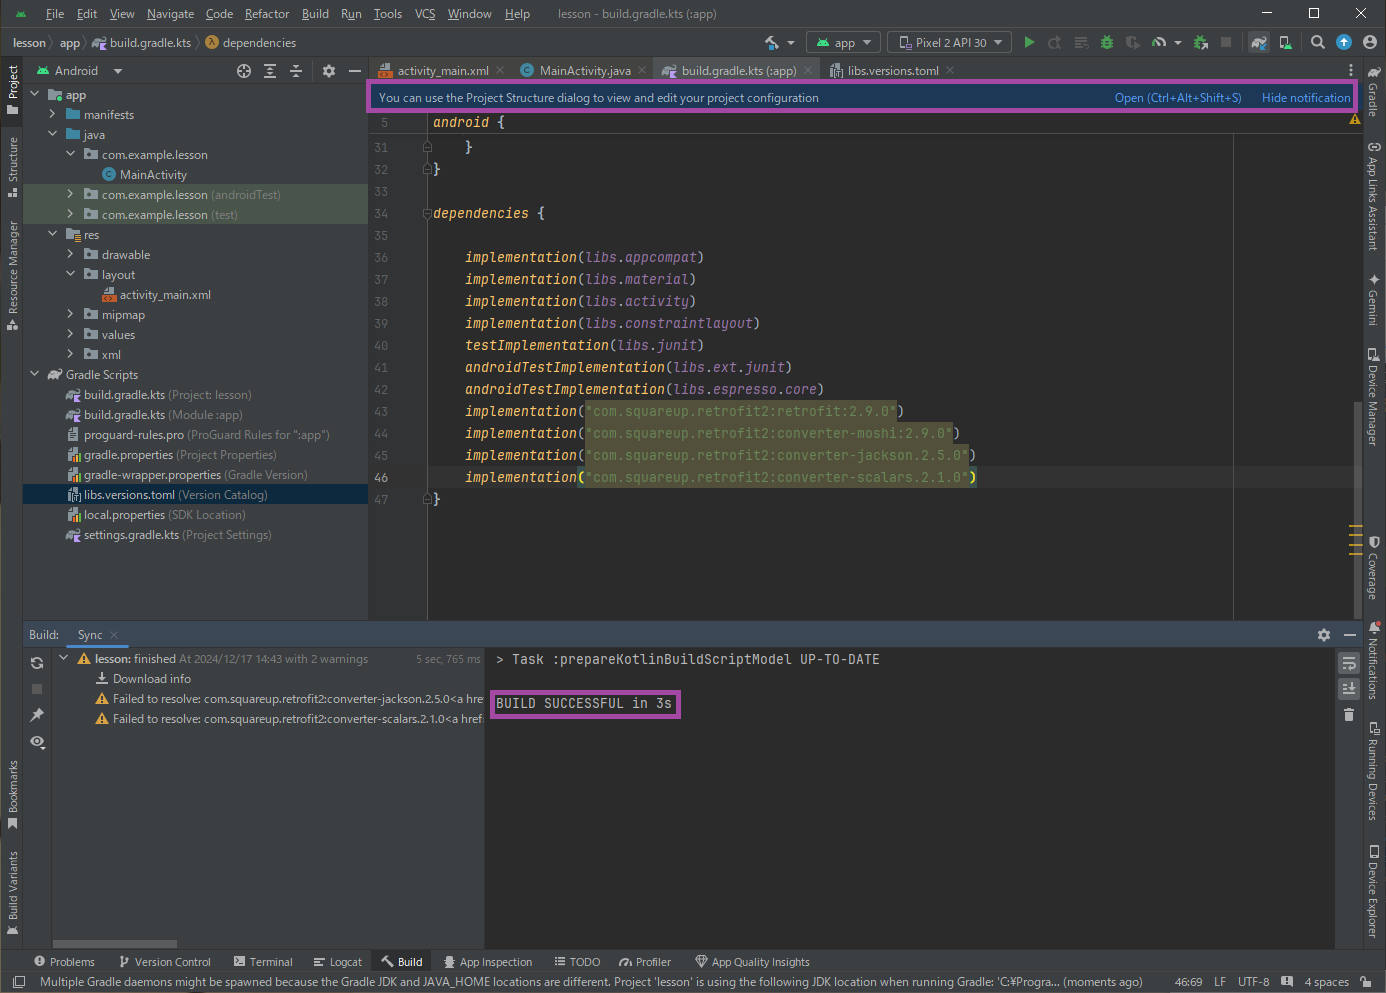 File Edit View Navigate Code Refactor Build Run Tools VCS Window Help lesson - build.gradle.kts (:app)
lesson app build.gradle.kts dependencies
app Pixel 2 API 30
Android
activity_main.xml MainActivity.java build.gradle.kts (:app) libs.versions.toml
You can use the Project Structure dialog to view and edit your project configuration Open (Ctrl+Alt+Shift+S) Hide notification
Project
Structure
Resource Manager
Bookmarks
Build Variants
app
manifests
java
com.example.lesson
MainActivity
com.example.lesson (androidTest)
com.example.lesson (test)
res
drawable
layout
activity_main.xml
mipmap
values
xml
Gradle Scripts
build.gradle.kts (Project: lesson)
build.gradle.kts (Module :app)
proguard-rules.pro (ProGuard Rules for ":app")
gradle.properties (Project Properties)
gradle-wrapper.properties (Gradle Version)
libs.versions.toml (Version Catalog)
local.properties (SDK Location)
settings.gradle.kts (Project Settings)
5 android {
31 }
32 }
33
34 dependencies {
35
36 implementation(libs.appcompat)
37 implementation(libs.material)
38 implementation(libs.activity)
39 implementation(libs.constraintlayout)
40 testImplementation(libs.junit)
41 androidTestImplementation(libs.ext.junit)
42 androidTestImplementation(libs.espresso.core)
43 implementation("com.squareup.retrofit2:retrofit:2.9.0")
44 implementation("com.squareup.retrofit2:converter-moshi:2.9.0")
45 implementation("com.squareup.retrofit2:converter-jackson.2.5.0")
46 implementation("com.squareup.retrofit2:converter-scalars.2.1.0")
47 }
Gradle
App Links Assistant
Gemini
Device Manager
Coverage
Notifications
Running Devices
Device Explorer
Build: Sync
lesson: finished At 2024/12/17 14:43 with 2 warnings 5 sec, 765 ms
Download info
Failed to resolve: com.squareup.retrofit2:converter-jackson.2.5.0<a hre
Failed to resolve: com.squareup.retrofit2:converter-scalars.2.1.0<a href
> Task :prepareKotlinBuildScriptModel UP-TO-DATE
BUILD SUCCESSFUL in 3s
Problems Version Control Terminal Logcat Build App Inspection TODO Profiler App Quality Insights
Multiple Gradle daemons might be spawned because the Gradle JDK and JAVA_HOME locations are different. Project 'lesson' is using the following JDK location when running Gradle: 'C:¥Progra... (moments ago) 46:69 LF UTF-8 4 spaces